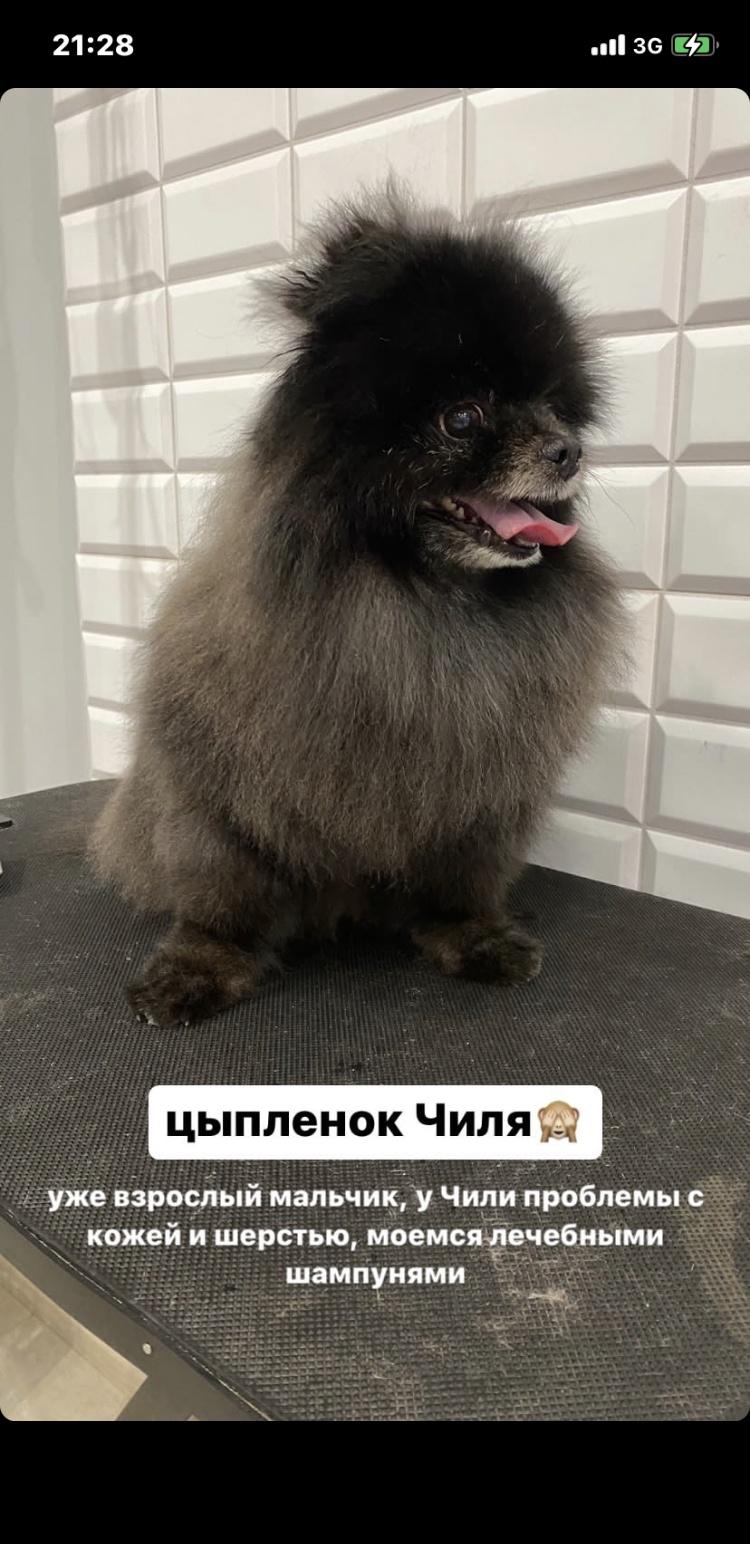 21:28
3G
цыпленок Чиля🙈
уже взрослый мальчик, у Чили проблемы с
кожей и шерстью, моемся лечебными
шампунями